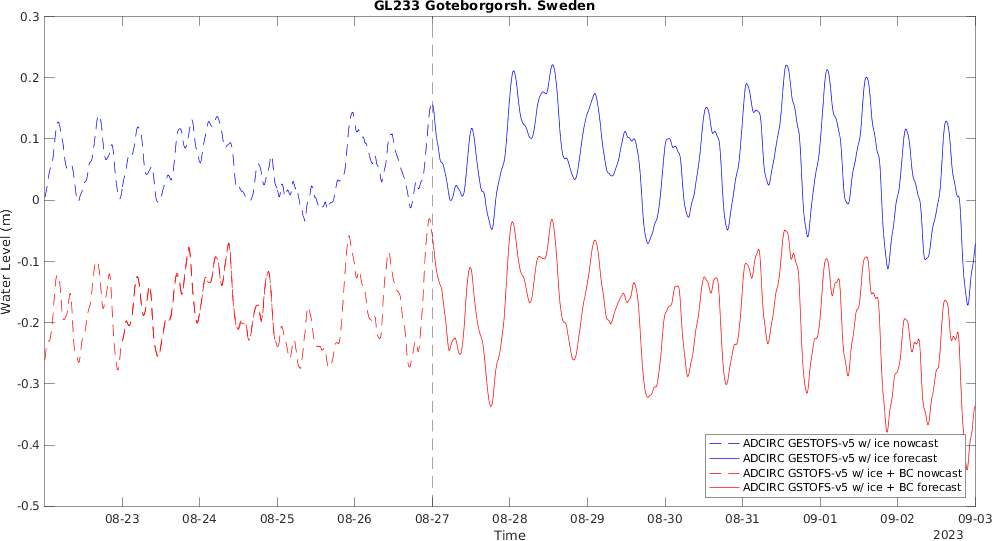 GL233 Goteborgorsh. Sweden
0.3
0.2
0.1
0
-0.1
-0.2
-0.3
-0.4
-0.5
Water Level (m)
ADCIRC GESTOFS-v5 w/ ice nowcast
ADCIRC GESTOFS-v5 w/ ice forecast
ADCIRC GSTOFS-v5 w/ ice + BC nowcast
ADCIRC GSTOFS-v5 w/ ice + BC forecast
08-23 08-24 08-25 08-26 08-27 08-28 08-29 08-30 08-31 09-01 09-02 09-03
Time
2023